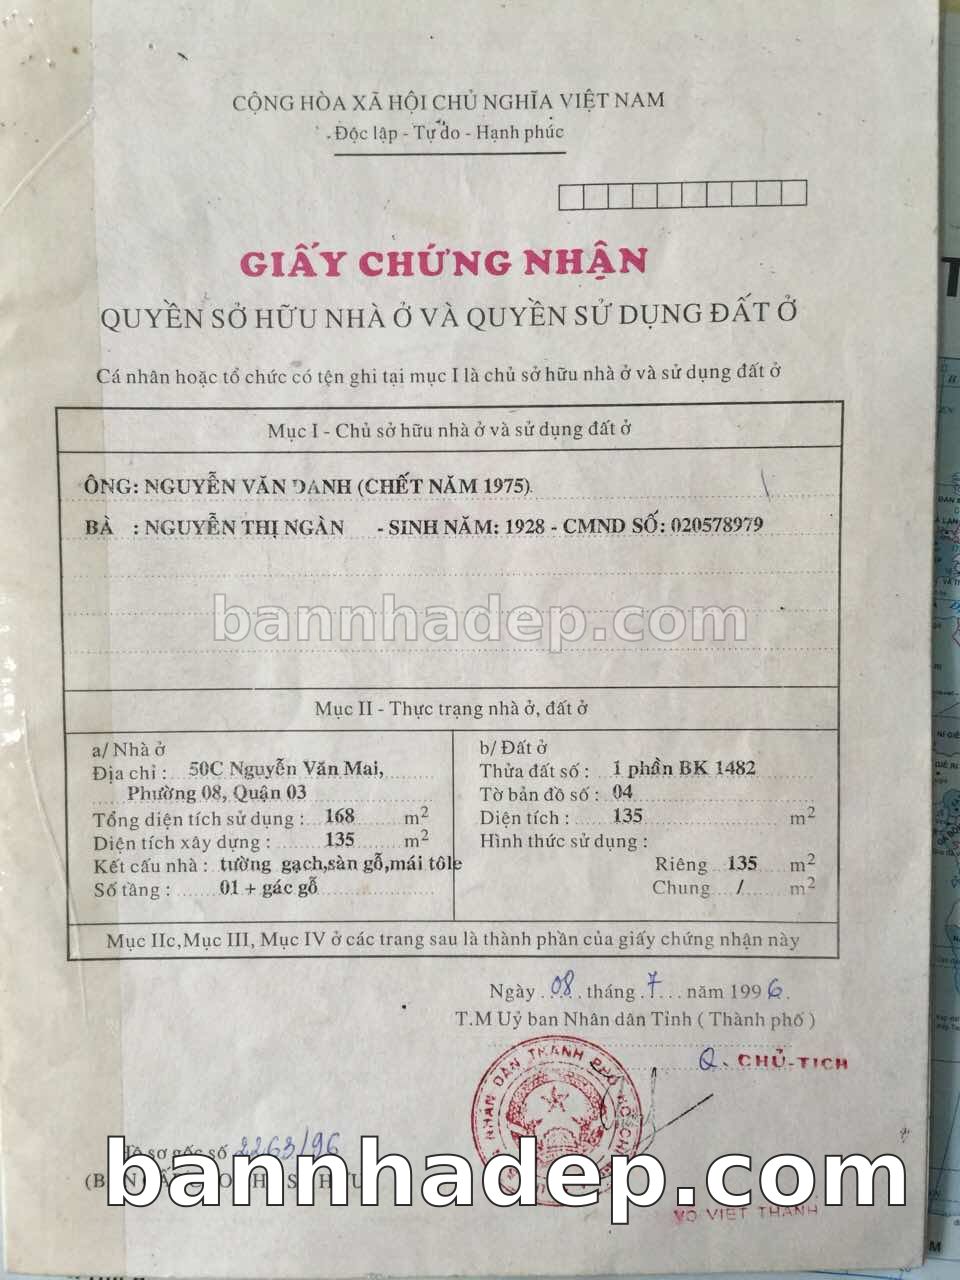 CỘNG HÒA XÃ HỘI CHỦ NGHĨA VIỆT NAM
Độc lập - Tự do - Hạnh phúc
GIẤY CHỨNG NHẬN
QUYỀN SỞ HỮU NHÀ Ở VÀ QUYỀN SỬ DỤNG ĐẤT Ở
Cá nhân hoặc tổ chức có tên ghi tại mục I là chủ sở hữu nhà ở và sử dụng đất ở
Mục I - Chủ sở hữu nhà ở và sử dụng đất ở
ÔNG: NGUYỄN VĂN DANH (CHẾT NĂM 1975)
BÀ : NGUYỄN THỊ NGÀN - SINH NĂM: 1928 - CMND SỐ: 020578979
bannhadep.com
Mục II - Thực trạng nhà ở, đất ở
a/ Nhà ở
Địa chỉ : 50C Nguyễn Văn Mai,
Phường 08, Quận 03
Tổng diện tích sử dụng : 168 m2
Diện tích xây dựng : 135 m2
Kết cấu nhà : tường gạch,sàn gỗ,mái tôle
Số tầng : 01 + gác gỗ
b/ Đất ở
Thửa đất số : 1 phần BK 1482
Tờ bản đồ số : 04
Diện tích : 135 m2
Hình thức sử dụng :
Riêng 135 m2
Chung / m2
Mục IIc,Mục III, Mục IV ở các trang sau là thành phần của giấy chứng nhận này
Ngày 08 tháng 7 năm 1996
T.M Uỷ ban Nhân dân Tỉnh ( Thành phố )
Q. CHỦ-TỊCH
NHÂN DÂN THÀNH PHỐ
sơ gốc số 2263/96
bannhadep.com
VÕ VIẾT THANH